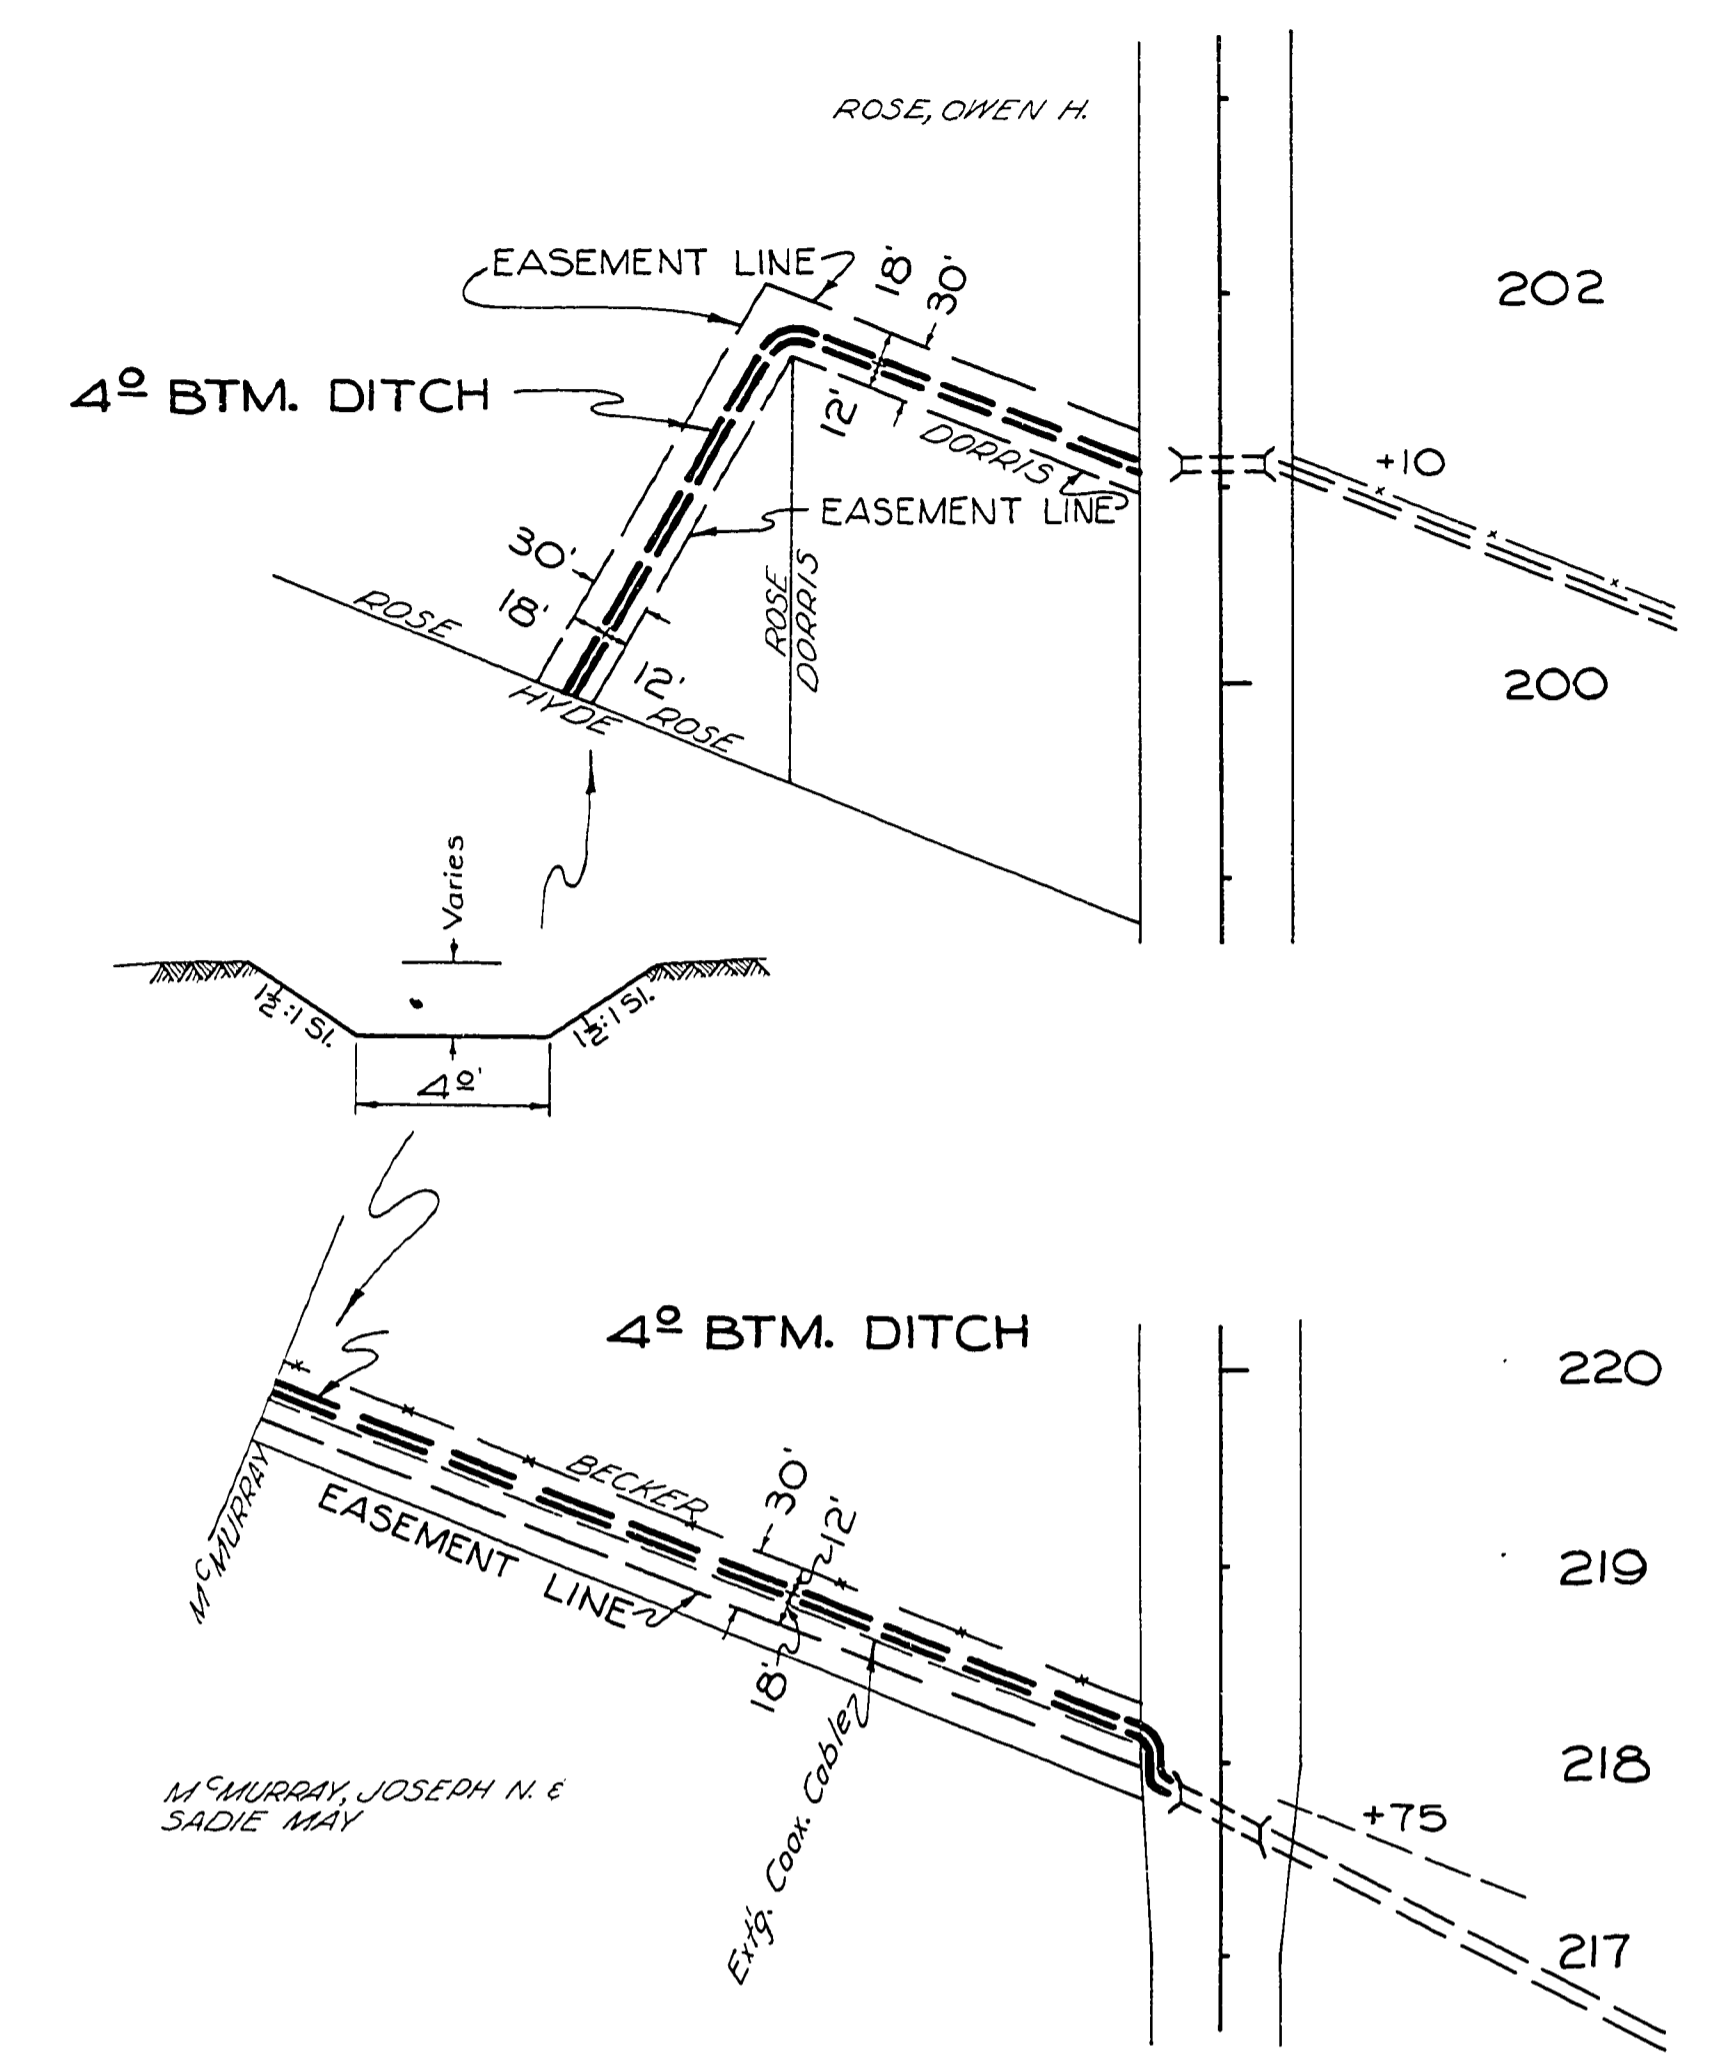 ROSE, OWEN H.
EASEMENT LINE
18'
30'
202
4º BTM. DITCH
12'
DORRIS
+10
EASEMENT LINE
30'
18'
ROSE
ROSE
DORRIS
12'
HYDE
ROSE
200
Varies
1½:1 Sl.
1½:1 Sl.
4º'
4º BTM. DITCH
220
BECKER
30'
12'
McMURRAY
EASEMENT LINE
219
18'
Ext'g. Coax. Cable
218
McMURRAY, JOSEPH N. &
SADIE MAY
+75
217